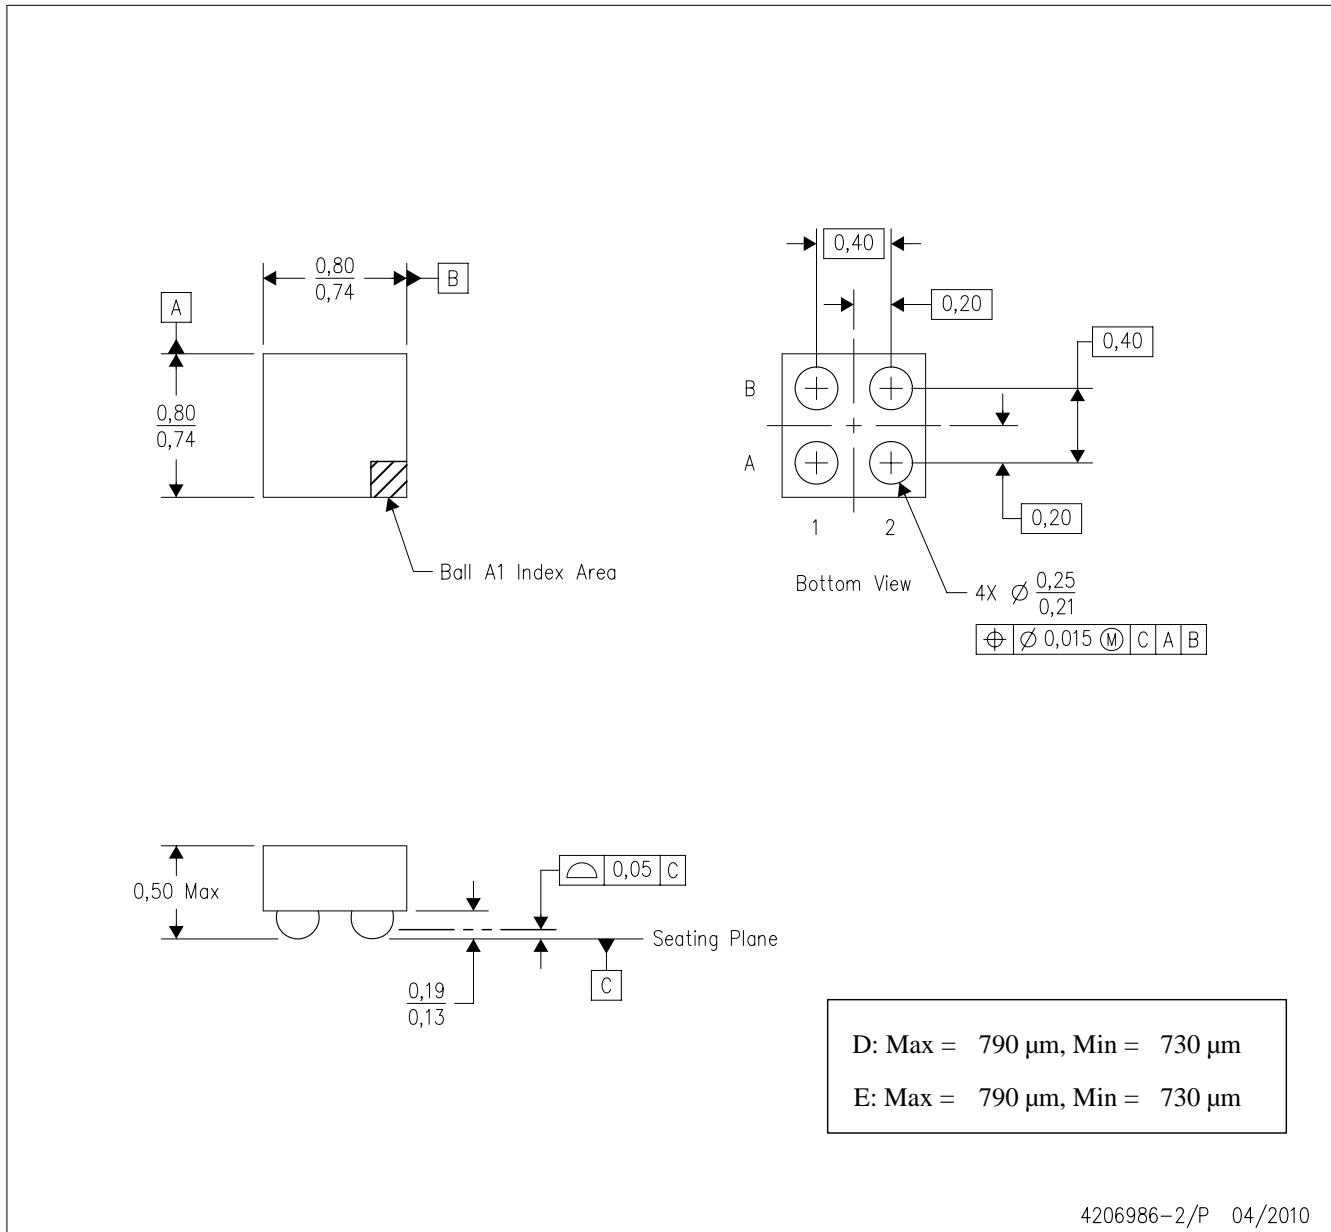 0,80
0,74
B
A
0,80
0,74
Ball A1 Index Area
0,40
0,20
0,40
B
A
0,20
1 2
Bottom View
4X Ø 0,25
0,21
⌖ Ø 0,015 Ⓜ C A B
0,50 Max
⌓ 0,05 C
Seating Plane
C
0,19
0,13
D: Max = 790 µm, Min = 730 µm
E: Max = 790 µm, Min = 730 µm
4206986-2/P 04/2010